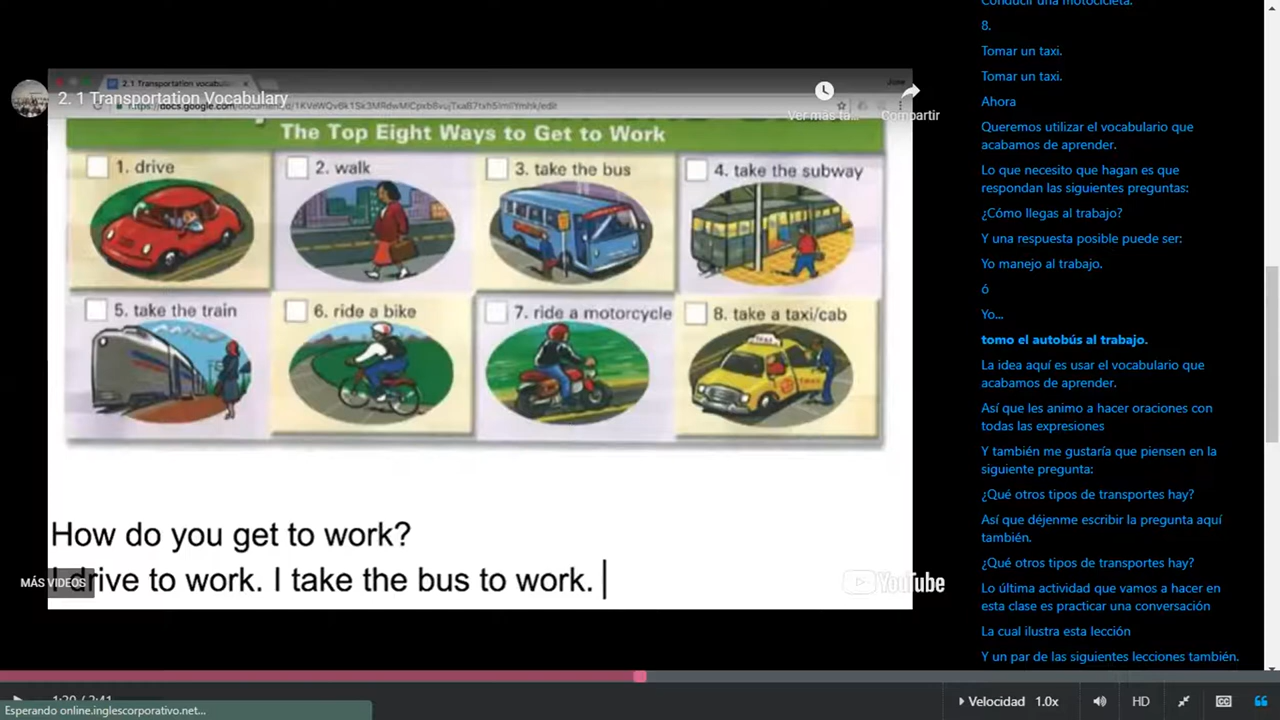 Conducir una motocicleta.
8.
Tomar un taxi.
Tomar un taxi.
Ahora
Queremos utilizar el vocabulario que
acabamos de aprender.
Lo que necesito que hagan es que
respondan las siguientes preguntas:
¿Cómo llegas al trabajo?
Y una respuesta posible puede ser:
Yo manejo al trabajo.
ó
Yo...
tomo el autobús al trabajo.
La idea aquí es usar el vocabulario que
acabamos de aprender.
Así que les animo a hacer oraciones con
todas las expresiones
Y también me gustaría que piensen en la
siguiente pregunta:
¿Qué otros tipos de transportes hay?
Así que déjenme escribir la pregunta aquí
también.
¿Qué otros tipos de transportes hay?
Lo última actividad que vamos a hacer en
esta clase es practicar una conversación
La cual ilustra esta lección
Y un par de las siguientes lecciones también.
2.1 Transportation vocabul
2. 1 Transportation Vocabulary
Ver más ta...
Compartir
The Top Eight Ways to Get to Work
1. drive
2. walk
3. take the bus
4. take the subway
5. take the train
6. ride a bike
7. ride a motorcycle
8. take a taxi/cab
TAXI
How do you get to work?
I drive to work. I take the bus to work.
MÁS VIDEOS
YouTube
1:20 / 2:41
Esperando online.inglescorporativo.net...
Velocidad 1.0x
HD
CC